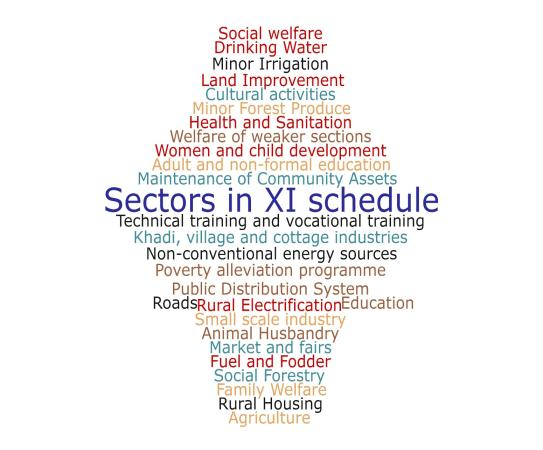 Social welfare
Drinking Water
Minor Irrigation
Land Improvement
Cultural activities
Minor Forest Produce
Health and Sanitation
Welfare of weaker sections
Women and child development
Adult and non-formal education
Maintenance of Community Assets
Sectors in XI schedule
Technical training and vocational training
Khadi, village and cottage industries
Non-conventional energy sources
Poverty alleviation programme
Public Distribution System
Roads Rural Electrification Education
Small scale industry
Animal Husbandry
Market and fairs
Fuel and Fodder
Social Forestry
Family Welfare
Rural Housing
Agriculture